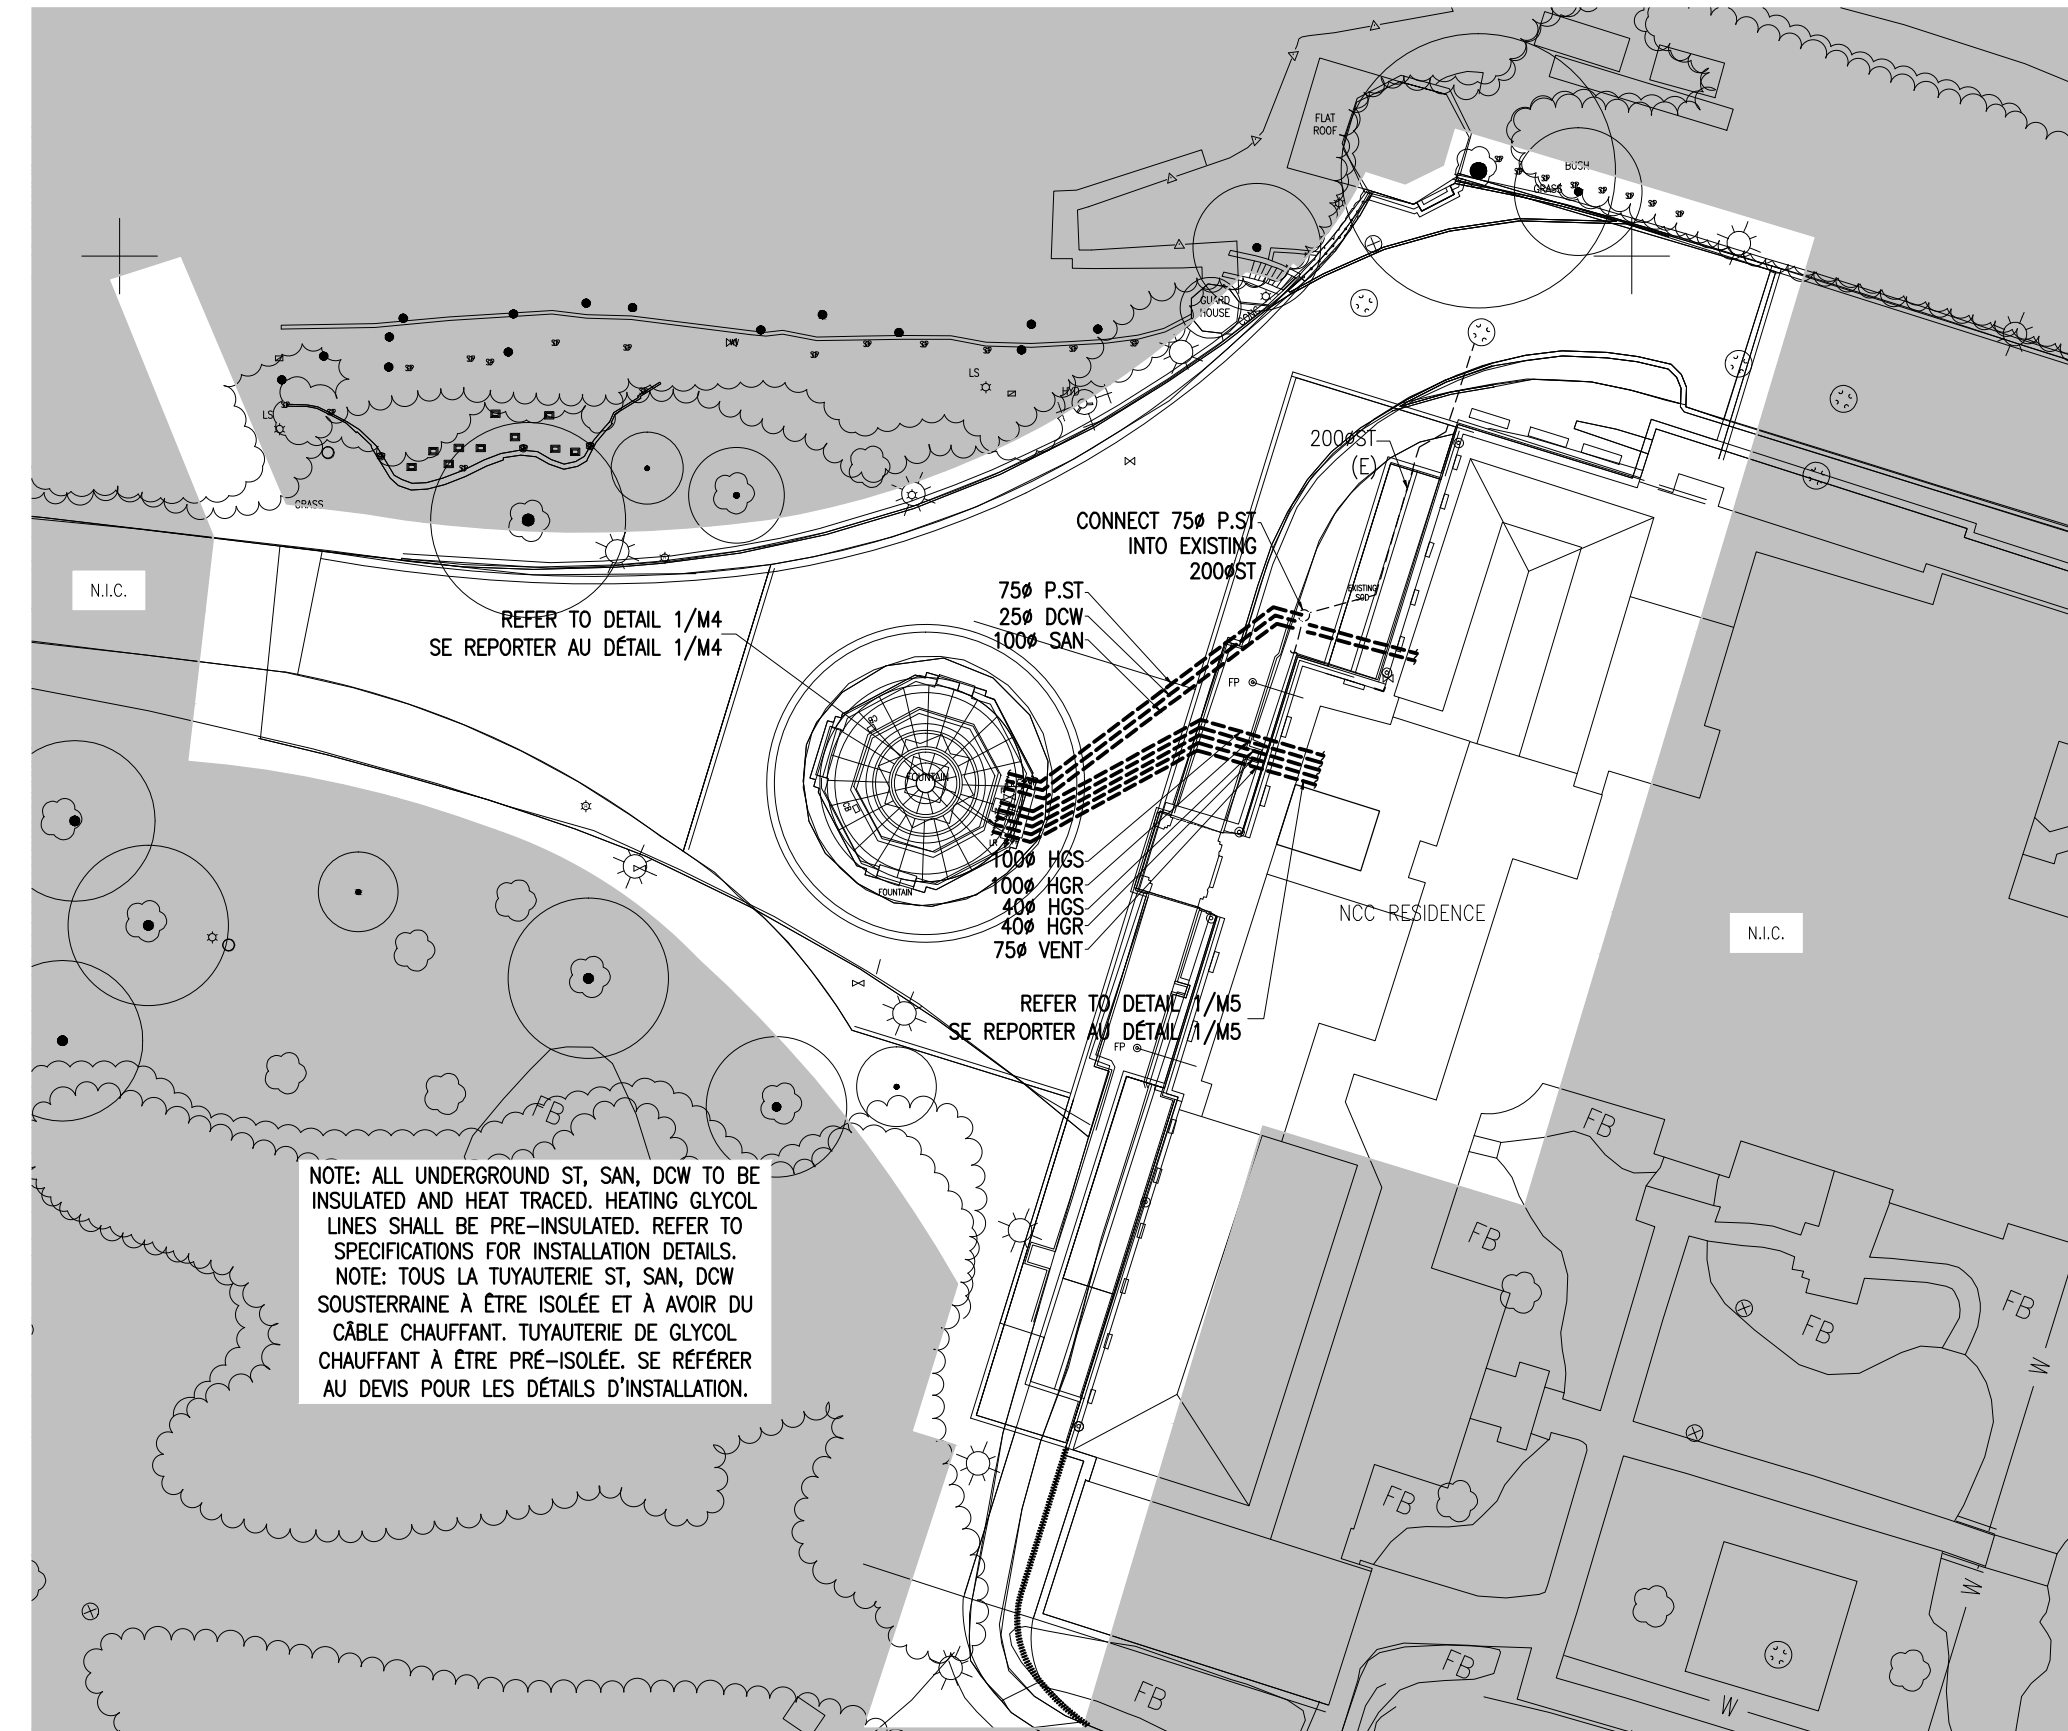 FLAT
ROOF
BUSH
GRASS
GUARD
HOUSE
CONC
LS
HYD
LS
GRASS
200øST
(E)
CONNECT 75ø P.ST
INTO EXISTING
200øST
N.I.C.
75ø P.ST
25ø DCW
100ø SAN
EXISTING
REFER TO DETAIL 1/M4
SE REPORTER AU DÉTAIL 1/M4
FP
CB
FOUNTAIN
CB
FOUNTAIN
100ø HGS
100ø HGR
40ø HGS
40ø HGR
75ø VENT
NCC RESIDENCE
N.I.C.
REFER TO DETAIL 1/M5
SE REPORTER AU DÉTAIL 1/M5
FP
FB
FB
NOTE: ALL UNDERGROUND ST, SAN, DCW TO BE
INSULATED AND HEAT TRACED. HEATING GLYCOL
LINES SHALL BE PRE-INSULATED. REFER TO
SPECIFICATIONS FOR INSTALLATION DETAILS.
NOTE: TOUS LA TUYAUTERIE ST, SAN, DCW
SOUSTERRAINE À ÊTRE ISOLÉE ET À AVOIR DU
CÂBLE CHAUFFANT. TUYAUTERIE DE GLYCOL
CHAUFFANT À ÊTRE PRÉ-ISOLÉE. SE RÉFÉRER
AU DEVIS POUR LES DÉTAILS D'INSTALLATION.
FB
FB
FB
W
FB
W
FB
W
FB